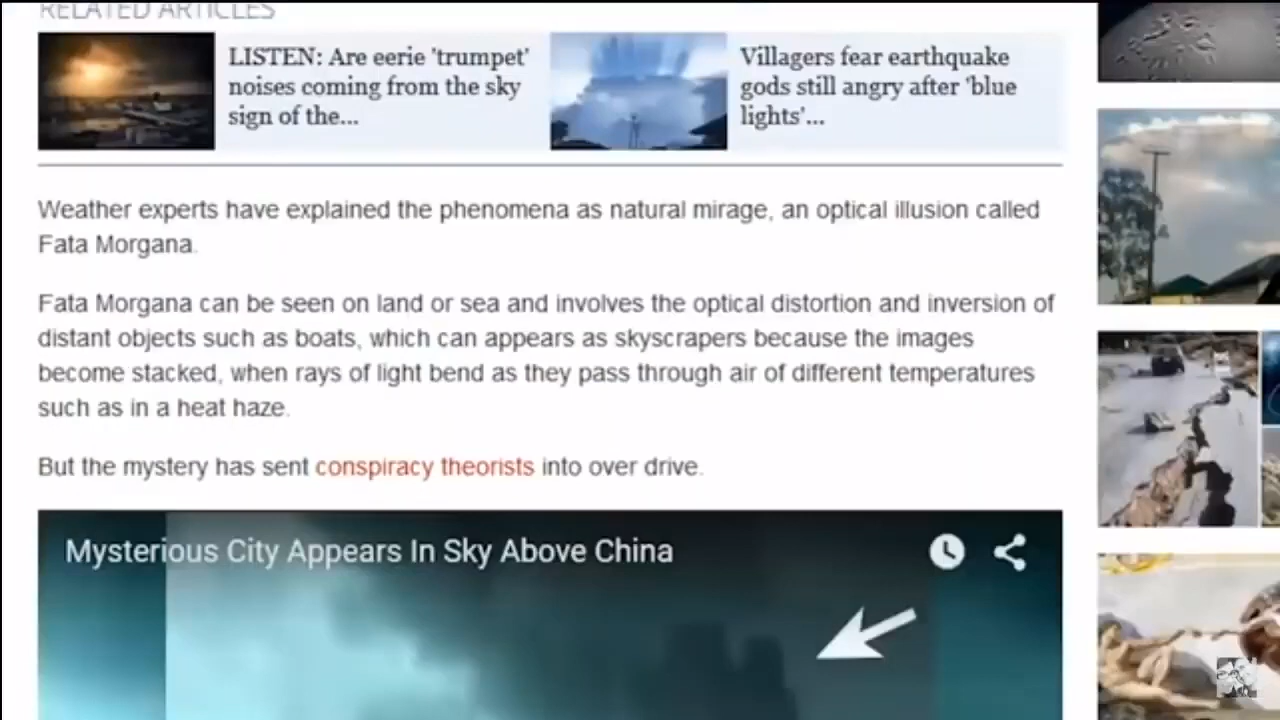 RELATED ARTICLES
LISTEN: Are eerie 'trumpet'
noises coming from the sky
sign of the...
Villagers fear earthquake
gods still angry after 'blue
lights'...
Weather experts have explained the phenomena as natural mirage, an optical illusion called
Fata Morgana.
Fata Morgana can be seen on land or sea and involves the optical distortion and inversion of
distant objects such as boats, which can appears as skyscrapers because the images
become stacked, when rays of light bend as they pass through air of different temperatures
such as in a heat haze.
But the mystery has sent conspiracy theorists into over drive.
Mysterious City Appears In Sky Above China